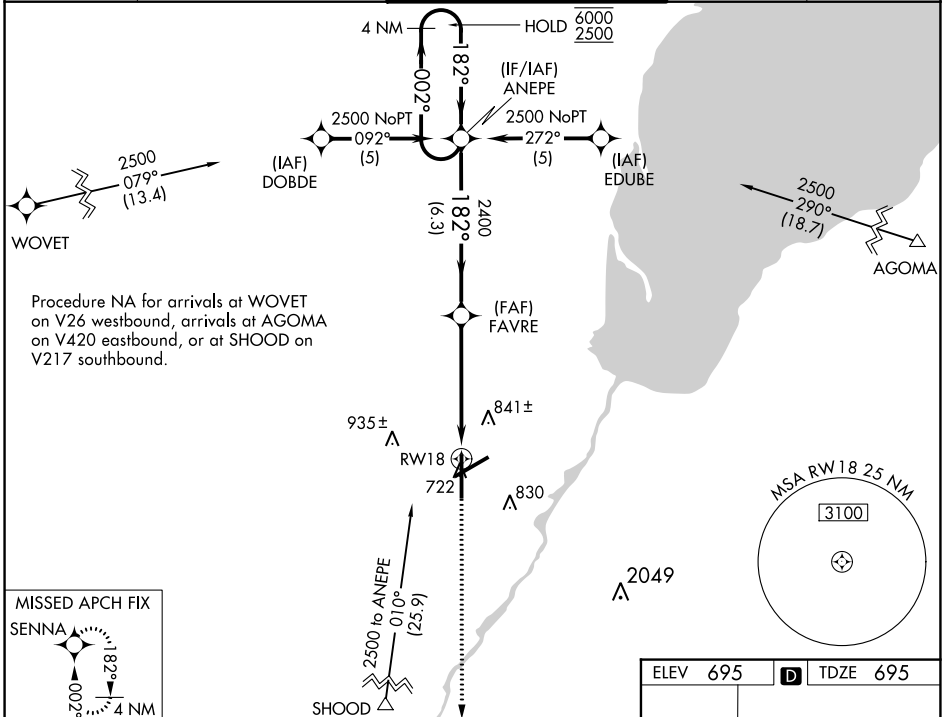 4 NM
HOLD 6000
2500
182°
002°
(IF/IAF)
ANEPE
2500 NoPT
092°
(5)
2500 NoPT
272°
(5)
(IAF)
DOBDE
(IAF)
EDUBE
2500
079°
(13.4)
WOVET
2400
182°
(6.3)
2500
290°
(18.7)
AGOMA
Procedure NA for arrivals at WOVET
on V26 westbound, arrivals at AGOMA
on V420 eastbound, or at SHOOD on
V217 southbound.
(FAF)
FAVRE
935±
841±
RW18
722
830
MSA RW18 25 NM
3100
2049
2500 to ANEPE
010°
(25.9)
SHOOD
MISSED APCH FIX
SENNA
182°
002°
4 NM
ELEV 695 D TDZE 695